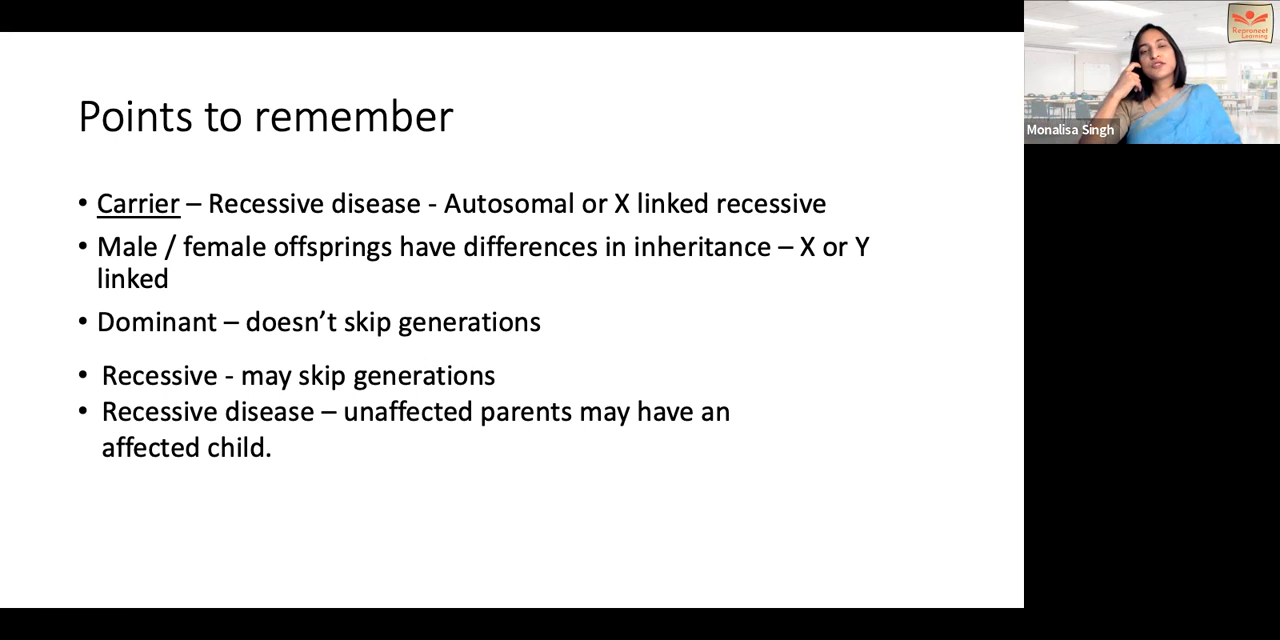 Points to remember
• Carrier – Recessive disease - Autosomal or X linked recessive
• Male / female offsprings have differences in inheritance – X or Y
linked
• Dominant – doesn’t skip generations
• Recessive - may skip generations
• Recessive disease – unaffected parents may have an
affected child.
Reproneet
Learning
Monalisa Singh